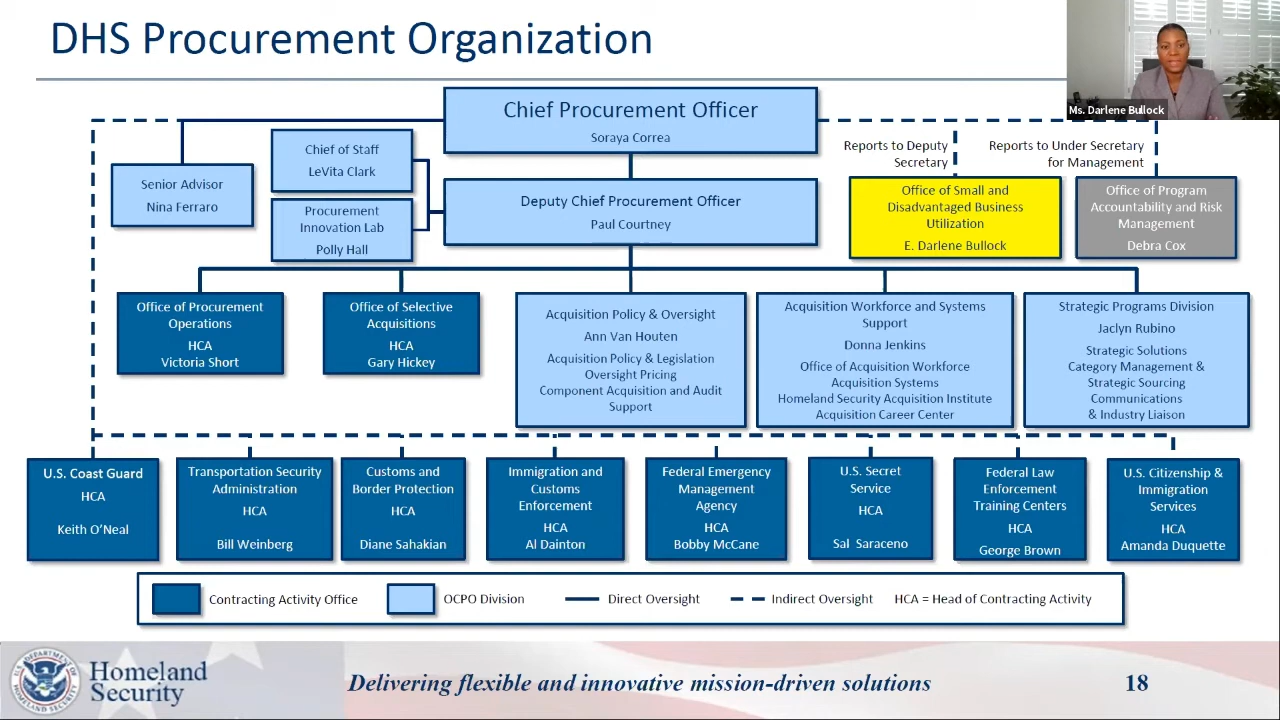 DHS Procurement Organization
Ms. Darlene Bullock
Chief Procurement Officer
Soraya Correa
Senior Advisor
Nina Ferraro
Chief of Staff
LeVita Clark
Procurement
Innovation Lab
Polly Hall
Deputy Chief Procurement Officer
Paul Courtney
Reports to Deputy
Secretary
Reports to Under Secretary
for Management
Office of Small and
Disadvantaged Business
Utilization
E. Darlene Bullock
Office of Program
Accountability and Risk
Management
Debra Cox
Office of Procurement
Operations
HCA
Victoria Short
Office of Selective
Acquisitions
HCA
Gary Hickey
Acquisition Policy & Oversight
Ann Van Houten
Acquisition Policy & Legislation
Oversight Pricing
Component Acquisition and Audit
Support
Acquisition Workforce and Systems
Support
Donna Jenkins
Office of Acquisition Workforce
Acquisition Systems
Homeland Security Acquisition Institute
Acquisition Career Center
Strategic Programs Division
Jaclyn Rubino
Strategic Solutions
Category Management &
Strategic Sourcing
Communications
& Industry Liaison
U.S. Coast Guard
HCA
Keith O’Neal
Transportation Security
Administration
HCA
Bill Weinberg
Customs and
Border Protection
HCA
Diane Sahakian
Immigration and
Customs
Enforcement
HCA
Al Dainton
Federal Emergency
Management
Agency
HCA
Bobby McCane
U.S. Secret
Service
HCA
Sal Saraceno
Federal Law
Enforcement
Training Centers
HCA
George Brown
U.S. Citizenship &
Immigration
Services
HCA
Amanda Duquette
Contracting Activity Office
OCPO Division
Direct Oversight
Indirect Oversight
HCA = Head of Contracting Activity
Homeland
Security
Delivering flexible and innovative mission-driven solutions
18